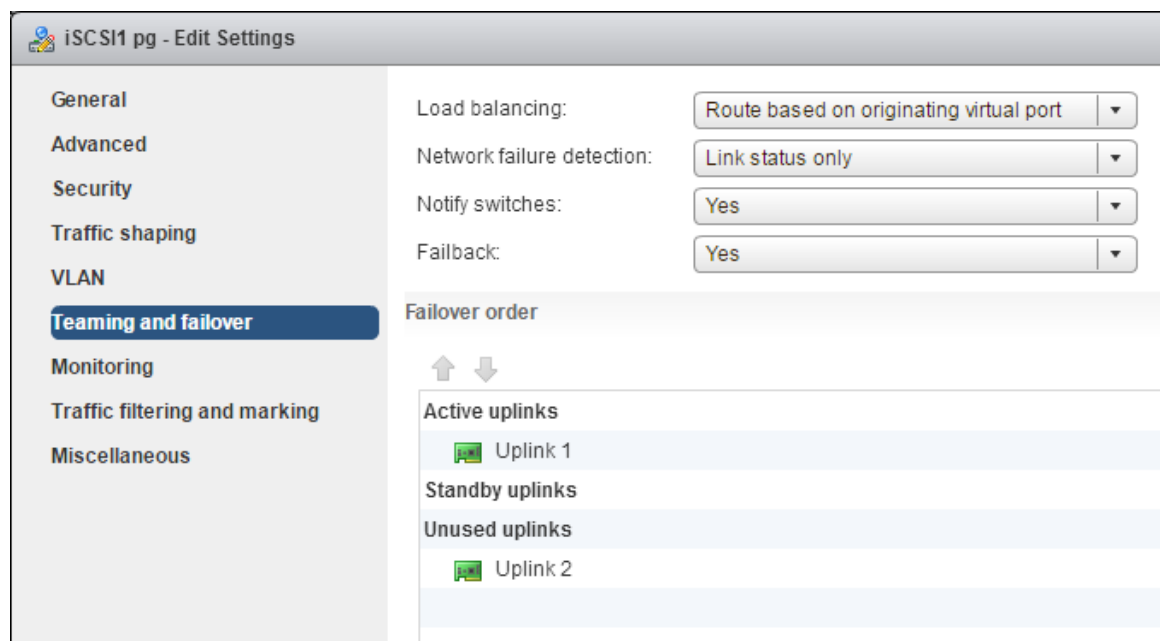 iSCSI1 pg - Edit Settings
General
Advanced
Security
Traffic shaping
VLAN
Teaming and failover
Monitoring
Traffic filtering and marking
Miscellaneous
Load balancing: Route based on originating virtual port
Network failure detection: Link status only
Notify switches: Yes
Failback: Yes
Failover order
Active uplinks
Uplink 1
Standby uplinks
Unused uplinks
Uplink 2